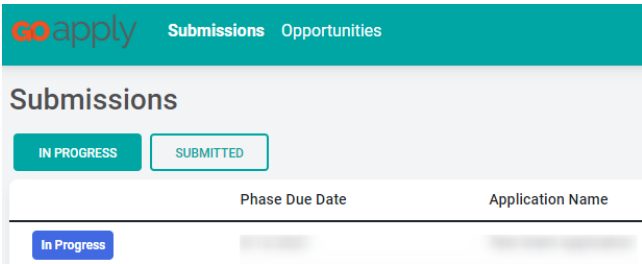 GOapply Submissions Opportunities
Submissions
IN PROGRESS SUBMITTED
Phase Due Date Application Name
In Progress